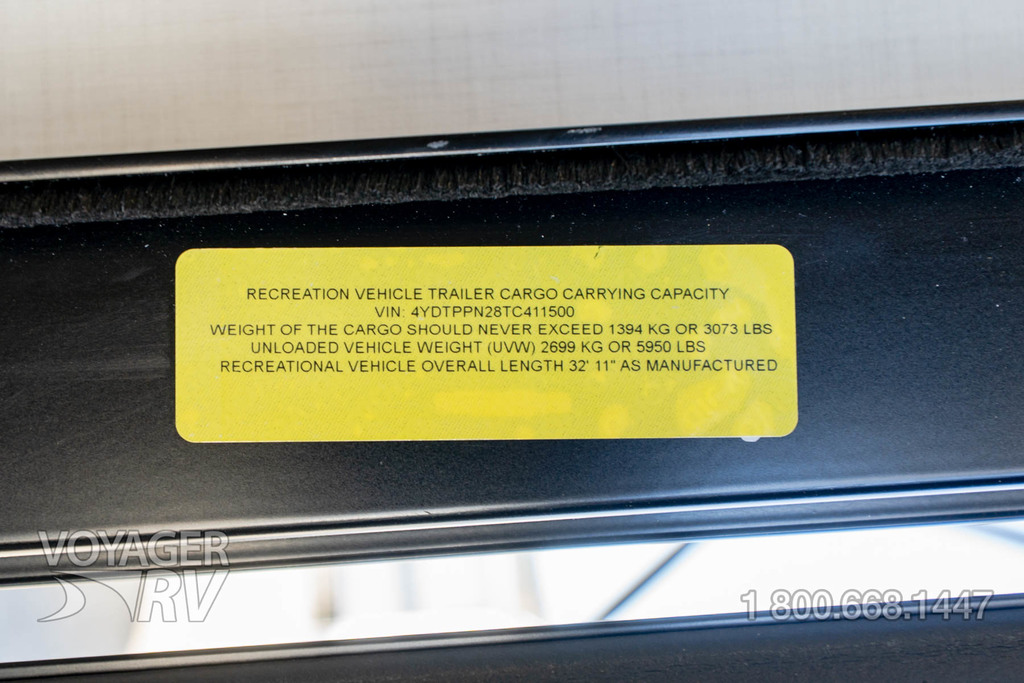 RECREATION VEHICLE TRAILER CARGO CARRYING CAPACITY
VIN: 4YDTPPN28TC411500
WEIGHT OF THE CARGO SHOULD NEVER EXCEED 1394 KG OR 3073 LBS
UNLOADED VEHICLE WEIGHT (UVW) 2699 KG OR 5950 LBS
RECREATIONAL VEHICLE OVERALL LENGTH 32' 11" AS MANUFACTURED
VOYAGER
RV
1 800.668.1447